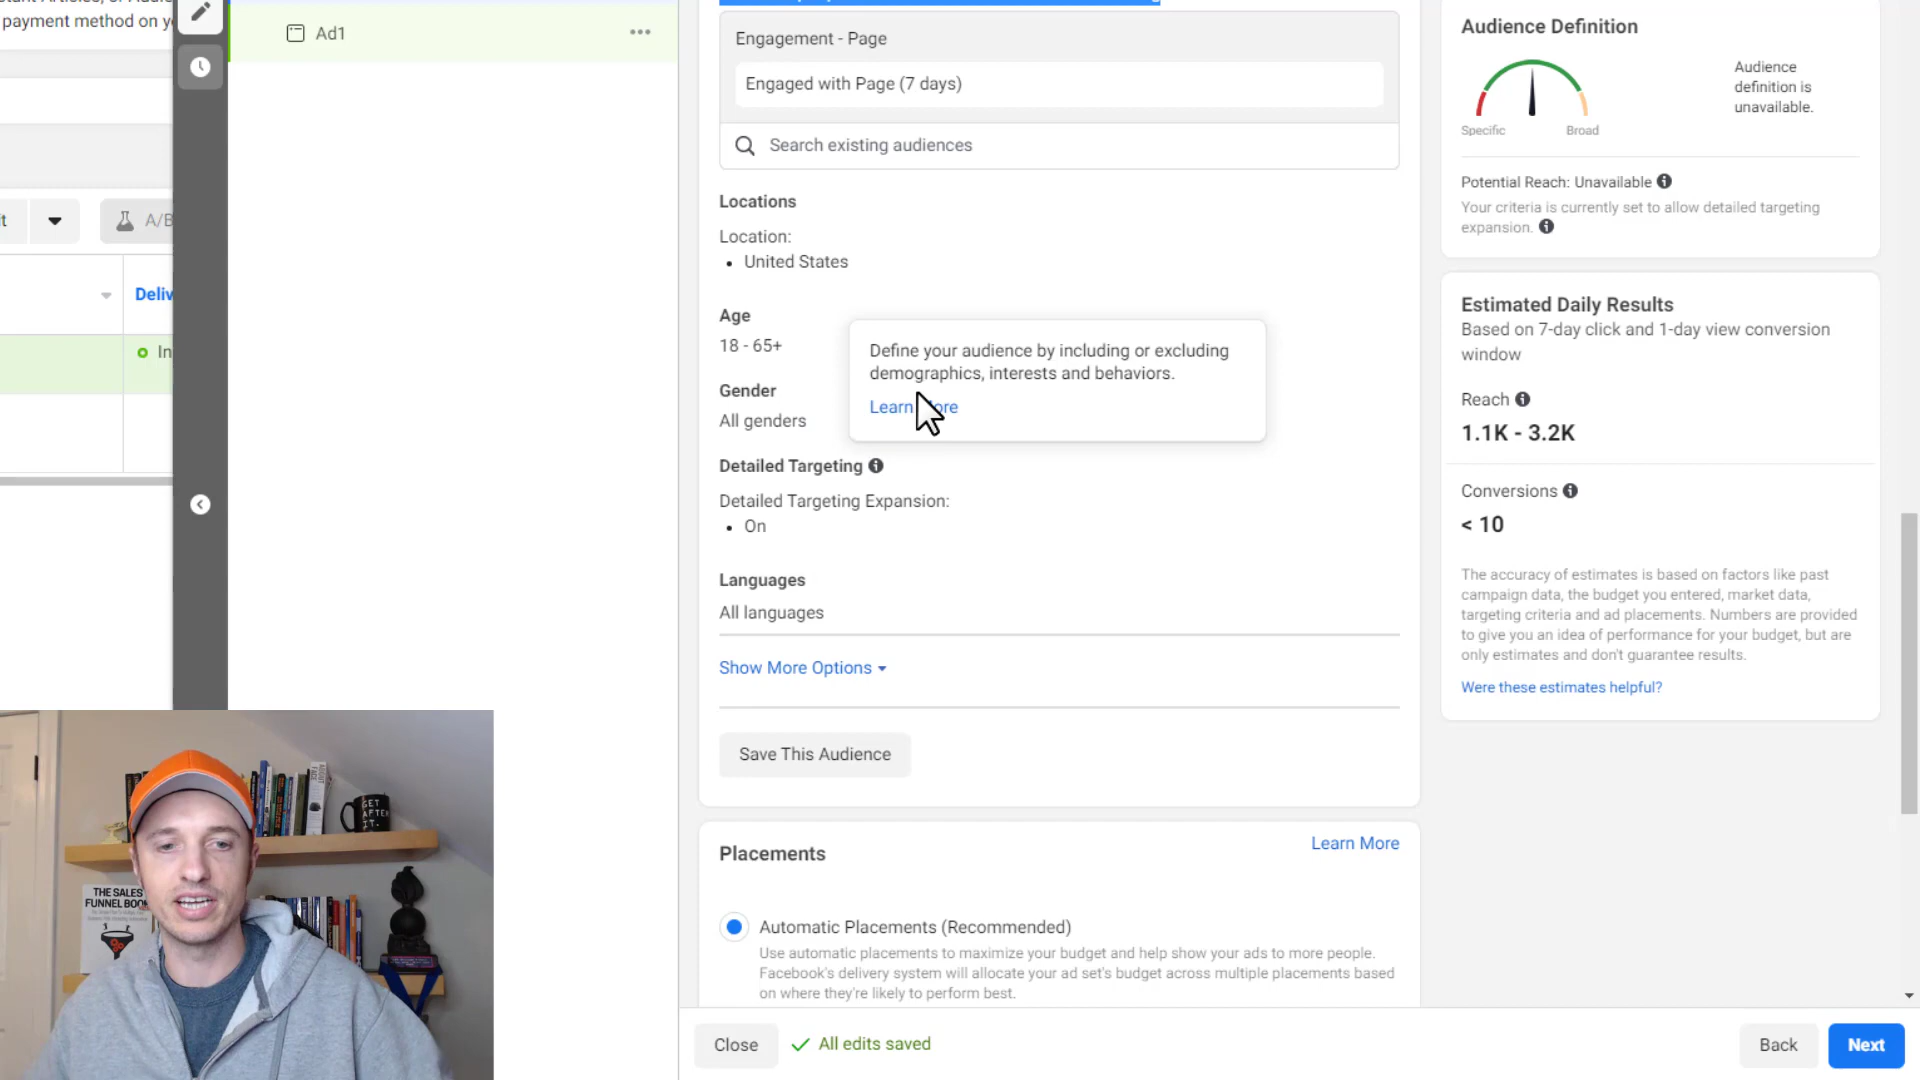 payment method on y
Ad1
Engagement - Page
Engaged with Page (7 days)
Search existing audiences
Locations
Location:
United States
Age
18 - 65+
Gender
All genders
Define your audience by including or excluding
demographics, interests and behaviors.
Learn More
Detailed Targeting
Detailed Targeting Expansion:
On
Languages
All languages
Show More Options
Save This Audience
Placements
Learn More
Automatic Placements (Recommended)
Use automatic placements to maximize your budget and help show your ads to more people.
Facebook's delivery system will allocate your ad set's budget across multiple placements based
on where they're likely to perform best.
Close
All edits saved
Back
Next
Audience Definition
Audience
definition is
unavailable.
Specific
Broad
Potential Reach: Unavailable
Your criteria is currently set to allow detailed targeting
expansion.
Estimated Daily Results
Based on 7-day click and 1-day view conversion
window
Reach
1.1K - 3.2K
Conversions
< 10
The accuracy of estimates is based on factors like past
campaign data, the budget you entered, market data,
targeting criteria and ad placements. Numbers are provided
to give you an idea of performance for your budget, but are
only estimates and don't guarantee results.
Were these estimates helpful?
it
A/B
Deliv
In
GET
AFTER
IT.
THE SALES
FUNNEL BOOK